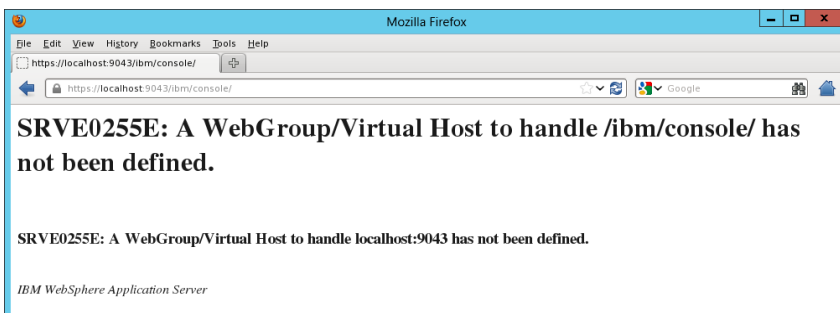 Mozilla Firefox
File Edit View History Bookmarks Tools Help
https://localhost:9043/ibm/console/
https://localhost:9043/ibm/console/
Google
SRVE0255E: A WebGroup/Virtual Host to handle /ibm/console/ has
not been defined.
SRVE0255E: A WebGroup/Virtual Host to handle localhost:9043 has not been defined.
IBM WebSphere Application Server